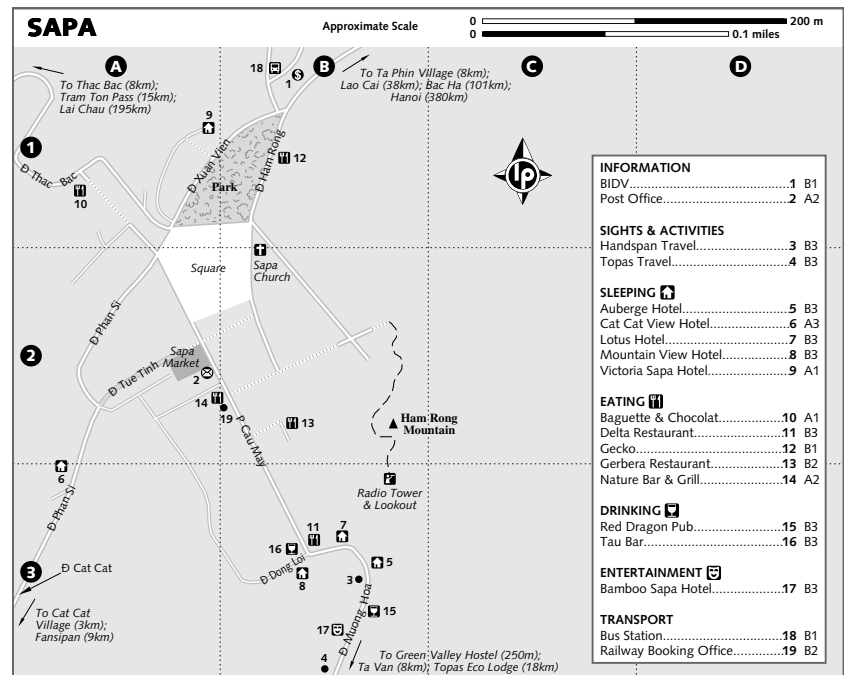 SAPA
Approximate Scale
0 200 m
0 0.1 miles
A
B
C
D
1
2
3
To Thac Bac (8km);
Tram Ton Pass (15km);
Lai Chau (195km)
18
1
$
To Ta Phin Village (8km);
Lao Cai (38km); Bac Ha (101km);
Hanoi (380km)
9
Đ Thac Bac
10
Đ Xuan Vien
Park
Đ Ham Rong
12
lp
Square
Sapa
Church
Đ Phan Si
Sapa
Market
Đ Tue Tinh
2
14
19
P Cau May
13
Ham Rong
Mountain
6
Đ Phan Si
Radio Tower
& Lookout
11
7
16
5
Đ Dong Loi
8
3
Đ Cat Cat
15
To Cat Cat
Village (3km);
Fansipan (9km)
17
Đ Muong Hoa
4
To Green Valley Hostel (250m);
Ta Van (8km); Topas Eco Lodge (18km)
INFORMATION
BIDV 1 B1
Post Office 2 A2
SIGHTS & ACTIVITIES
Handspan Travel 3 B3
Topas Travel 4 B3
SLEEPING
Auberge Hotel 5 B3
Cat Cat View Hotel 6 A3
Lotus Hotel 7 B3
Mountain View Hotel 8 B3
Victoria Sapa Hotel 9 A1
EATING
Baguette & Chocolat 10 A1
Delta Restaurant 11 B3
Gecko 12 B1
Gerbera Restaurant 13 B2
Nature Bar & Grill 14 A2
DRINKING
Red Dragon Pub 15 B3
Tau Bar 16 B3
ENTERTAINMENT
Bamboo Sapa Hotel 17 B3
TRANSPORT
Bus Station 18 B1
Railway Booking Office 19 B2